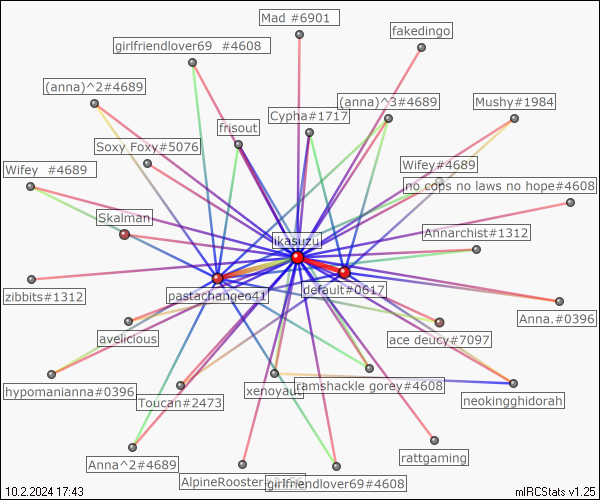 Mad #6901
girlfriendlover69 #4608
fakedingo
(anna)^2#4689
(anna)^3#4689
Mushy#1984
Cypha#1717
frisout
Soxy Foxy#5076
Wifey #4689
Wifey#4689
no cops no laws no hope#4608
Skalman
Annarchist#1312
likasuzu
zibbits#1312
pastachangeo41
default#0617
Anna.#0396
avelicious
ace deucy#7097
hypomanianna#0396
Toucan#2473
xenoyaut
ramshackle gorey#4608
neokingghidorah
Anna^2#4689
rattgaming
girlfriendlover69#4608
10.2.2024 17:43
mIRCStats v1.25